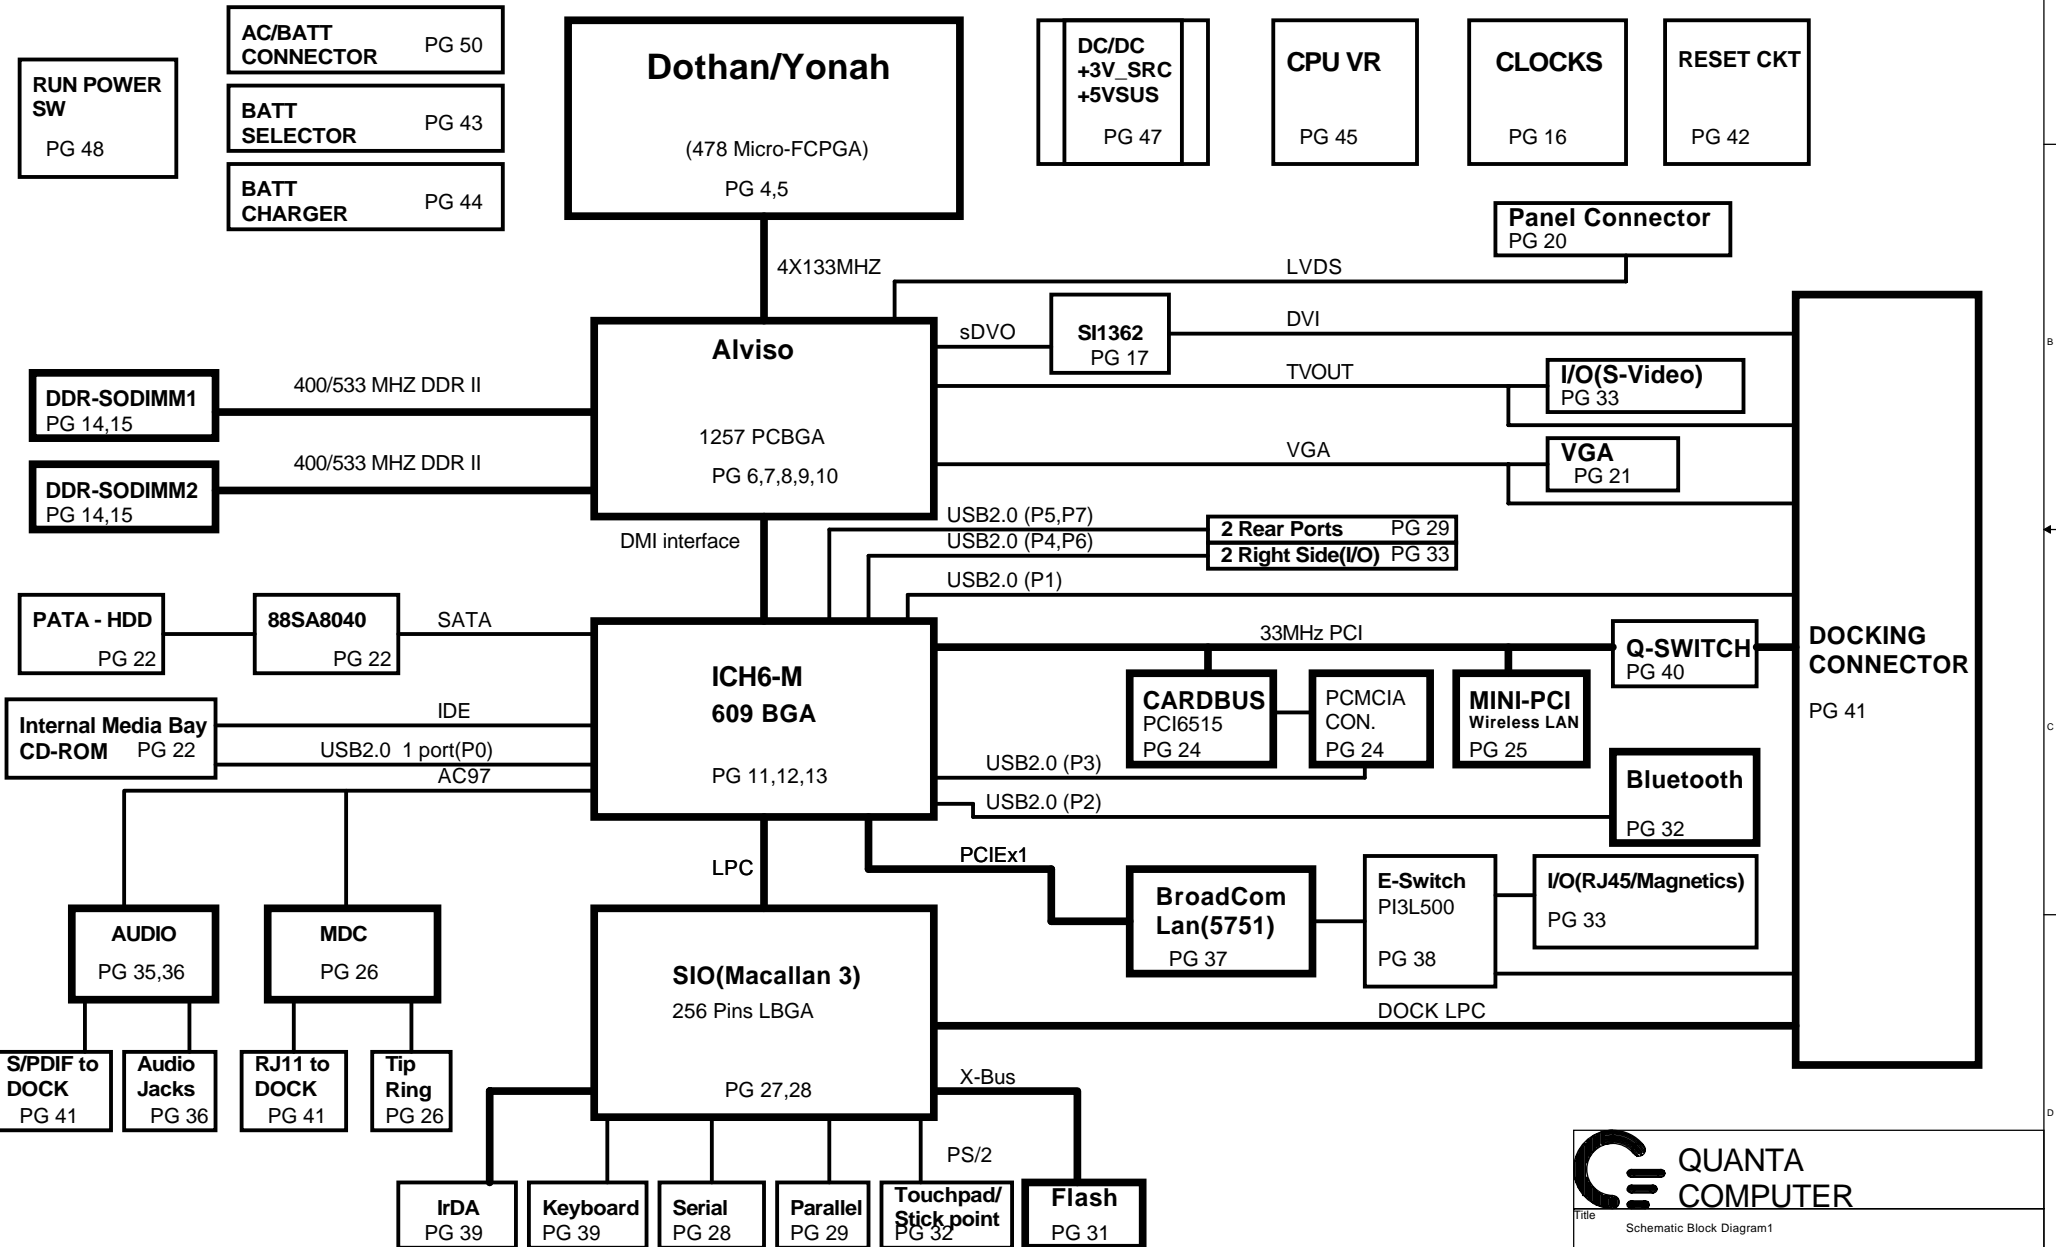 RUN POWER
SW
PG 48
AC/BATT
CONNECTOR PG 50
BATT
SELECTOR PG 43
BATT
CHARGER PG 44
Dothan/Yonah
(478 Micro-FCPGA)
PG 4,5
DC/DC
+3V_SRC
+5VSUS
PG 47
CPU VR
PG 45
CLOCKS
PG 16
RESET CKT
PG 42
Panel Connector
PG 20
4X133MHZ
LVDS
Alviso
1257 PCBGA
PG 6,7,8,9,10
sDVO
SI1362
PG 17
DVI
TVOUT
I/O(S-Video)
PG 33
VGA
VGA
PG 21
DDR-SODIMM1
PG 14,15
400/533 MHZ DDR II
DDR-SODIMM2
PG 14,15
400/533 MHZ DDR II
DMI interface
USB2.0 (P5,P7)
2 Rear Ports PG 29
USB2.0 (P4,P6)
2 Right Side(I/O) PG 33
USB2.0 (P1)
DOCKING
CONNECTOR
PG 41
PATA - HDD
PG 22
88SA8040
PG 22
SATA
ICH6-M
609 BGA
PG 11,12,13
33MHz PCI
Q-SWITCH
PG 40
CARDBUS
PCI6515
PG 24
PCMCIA
CON.
PG 24
MINI-PCI
Wireless LAN
PG 25
Internal Media Bay
CD-ROM PG 22
IDE
USB2.0 1 port(P0)
AC97
USB2.0 (P3)
USB2.0 (P2)
Bluetooth
PG 32
LPC
PCIEx1
BroadCom
Lan(5751)
PG 37
E-Switch
PI3L500
PG 38
I/O(RJ45/Magnetics)
PG 33
AUDIO
PG 35,36
MDC
PG 26
SIO(Macallan 3)
256 Pins LBGA
PG 27,28
DOCK LPC
X-Bus
S/PDIF to
DOCK
PG 41
Audio
Jacks
PG 36
RJ11 to
DOCK
PG 41
Tip
Ring
PG 26
PS/2
IrDA
PG 39
Keyboard
PG 39
Serial
PG 28
Parallel
PG 29
Touchpad/
Stick point
PG 32
Flash
PG 31
B
C
D
QUANTA
COMPUTER
Title
Schematic Block Diagram1